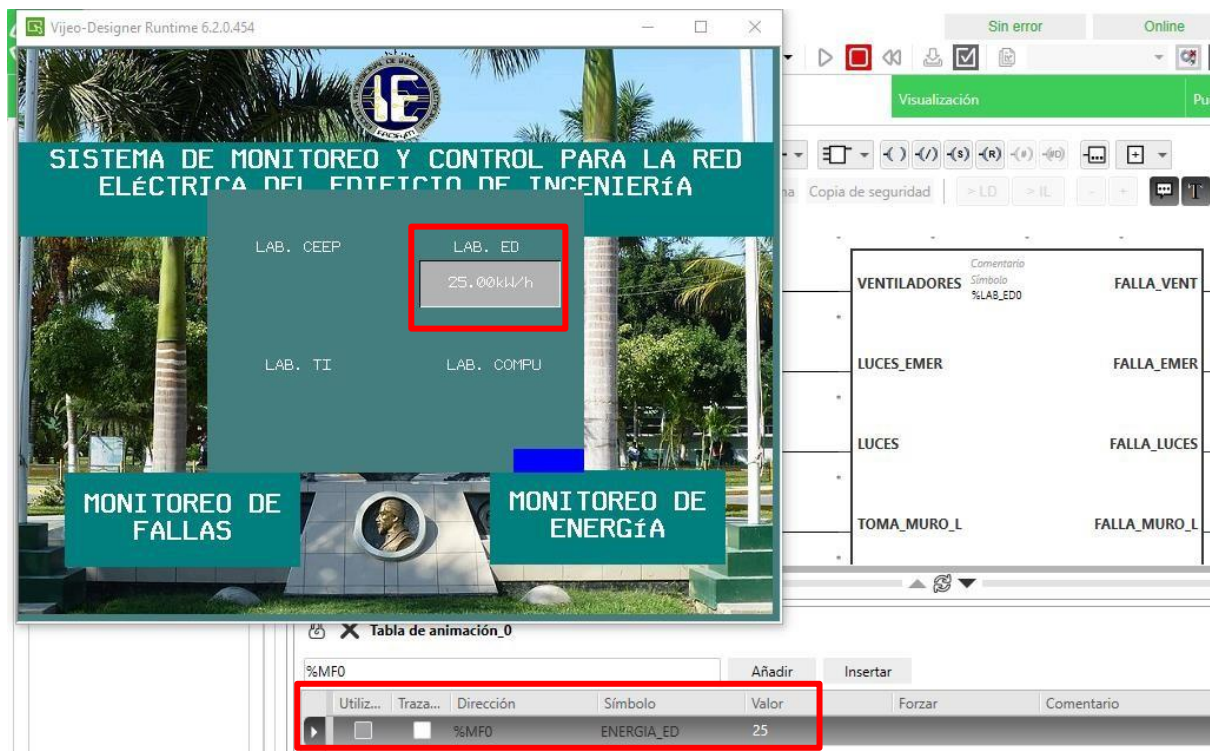 Vijeo-Designer Runtime 6.2.0.454
Sin error
Online
Visualización
SISTEMA DE MONITOREO Y CONTROL PARA LA RED
ELéCTRICA DEL EDIFICIO DE INGENIERíA
LAB. CEEP
LAB. ED
25.00kW/h
LAB. TI
LAB. COMPU
MONITOREO DE
FALLAS
MONITOREO DE
ENERGíA
Copia de seguridad
> LD
> IL
- +
Comentario
Símbolo
%LAB_ED0
VENTILADORES
FALLA_VENT
LUCES_EMER
FALLA_EMER
LUCES
FALLA_LUCES
TOMA_MURO_L
FALLA_MURO_L
Tabla de animación_0
%MF0
Añadir
Insertar
Utiliz... Traza... Dirección Símbolo Valor Forzar Comentario
%MF0 ENERGIA_ED 25